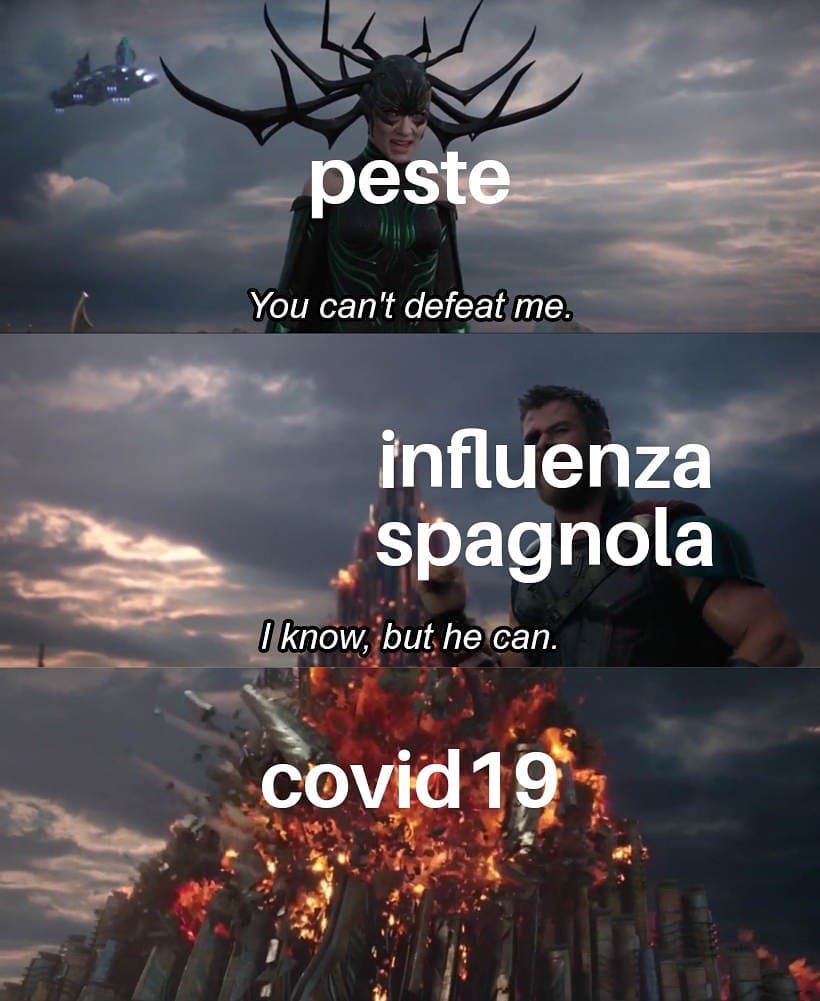 peste
You can't defeat me.
influenza
spagnola
I know, but he can.
covid19